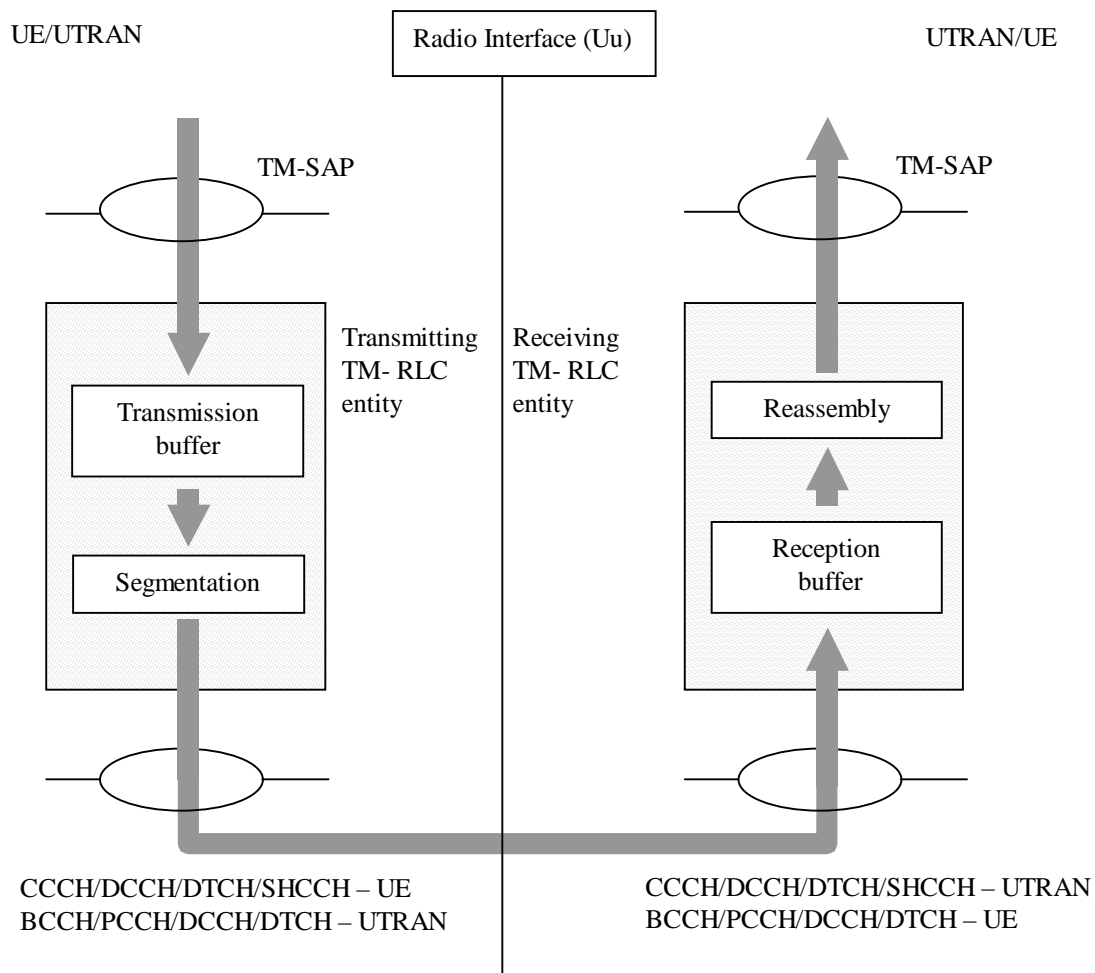 UE/UTRAN
Radio Interface (Uu)
UTRAN/UE
TM-SAP
TM-SAP
Transmitting
TM- RLC
entity
Receiving
TM- RLC
entity
Transmission
buffer
Segmentation
Reassembly
Reception
buffer
CCCH/DCCH/DTCH/SHCCH – UE
BCCH/PCCH/DCCH/DTCH – UTRAN
CCCH/DCCH/DTCH/SHCCH – UTRAN
BCCH/PCCH/DCCH/DTCH – UE